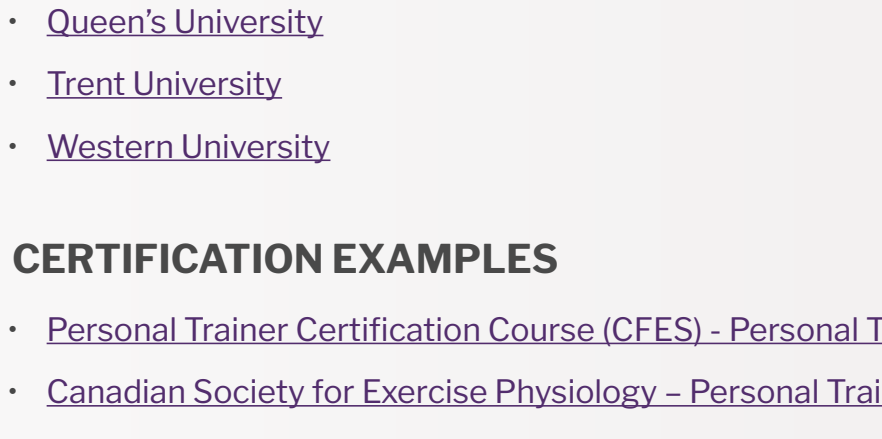 • Queen’s University
• Trent University
• Western University
CERTIFICATION EXAMPLES
• Personal Trainer Certification Course (CFES) - Personal
• Canadian Society for Exercise Physiology – Personal